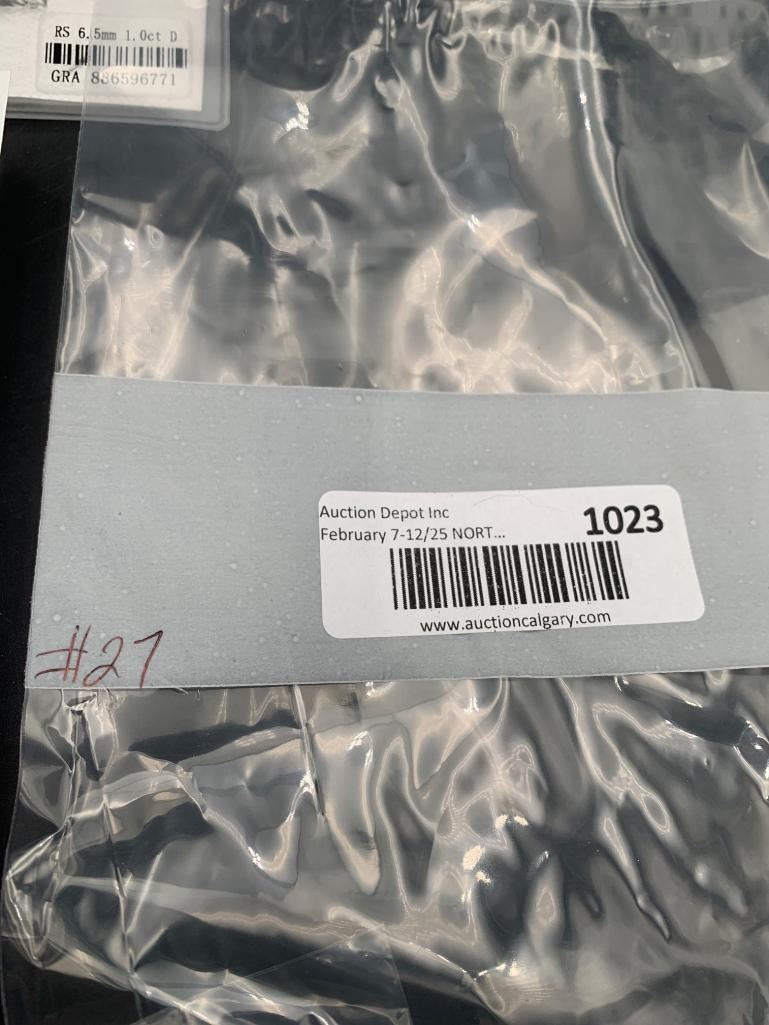 RS 6.5mm 1.0ct D
GRA 886596771
Auction Depot Inc
1023
February 7-12/25 NORT...
www.auctioncalgary.com
#27